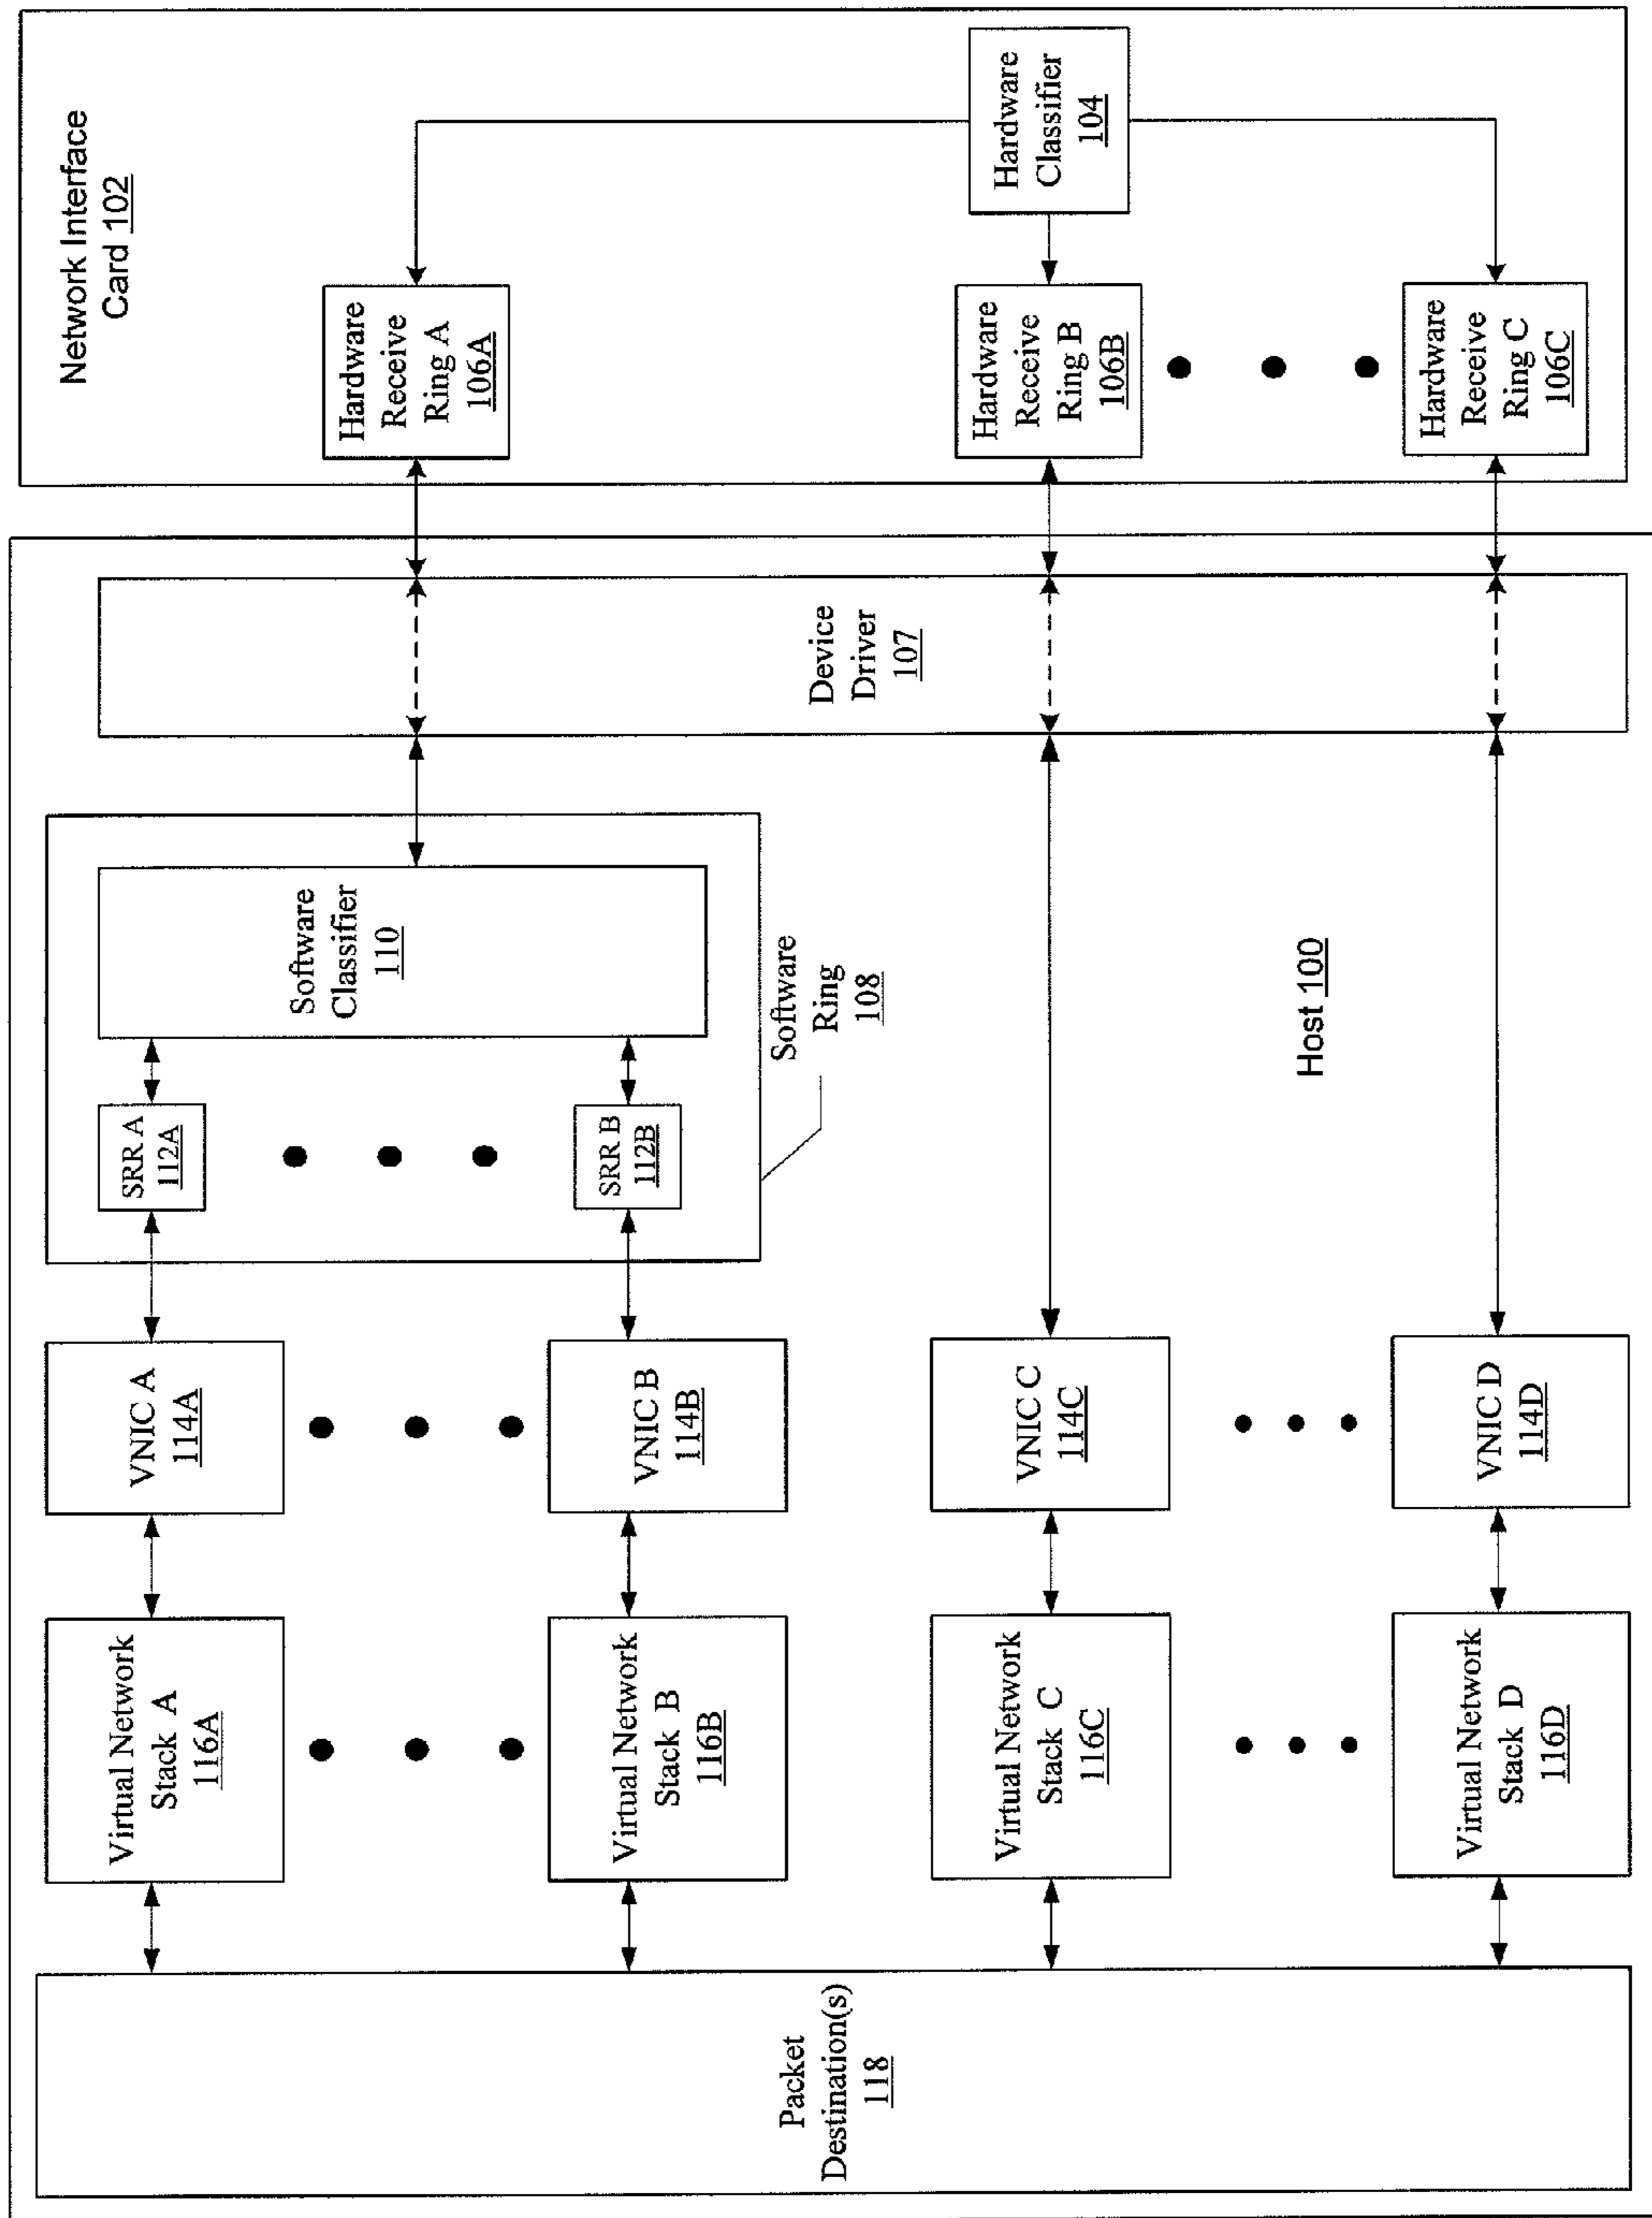 Network Interface
Card 102
Hardware
Classifier
104
Hardware
Receive
Ring A
106A
Hardware
Receive
Ring B
106B
Hardware
Receive
Ring C
106C
Device
Driver
107
Software
Classifier
110
Software
Ring
108
SRR A
112A
SRR B
112B
Host 100
VNIC A
114A
VNIC B
114B
VNIC C
114C
VNIC D
114D
Virtual Network
Stack A
116A
Virtual Network
Stack B
116B
Virtual Network
Stack C
116C
Virtual Network
Stack D
116D
Packet
Destination(s)
118